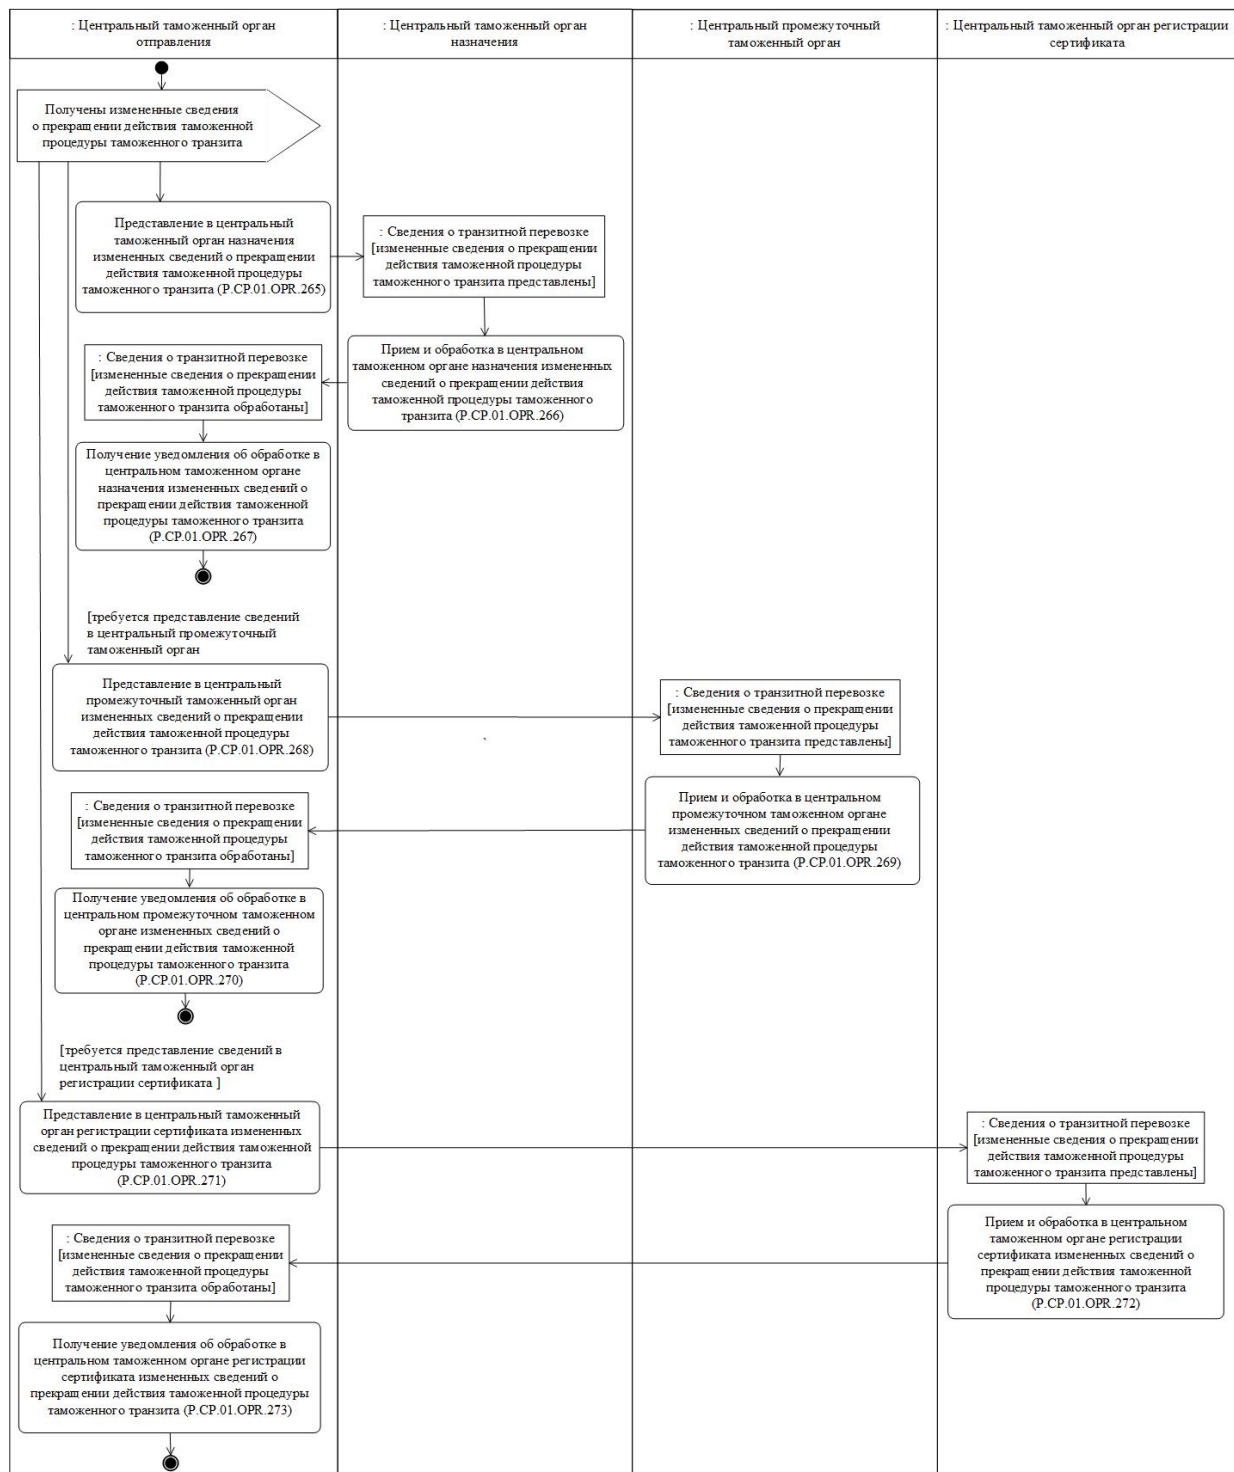 : Центральный таможенный орган
отправления
: Центральный таможенный орган
назначения
: Центральный промежуточный
таможенный орган
: Центральный таможенный орган регистрации
сертификата
Получены измененные сведения
о прекращении действия таможенной
процедуры таможенного транзита
Представление в центральный
таможенный орган назначения
измененных сведений о прекращении
действия таможенной процедуры
таможенного транзита (P.CP.01.OPR.265)
: Сведения о транзитной перевозке
[измененные сведения о прекращении
действия таможенной процедуры
таможенного транзита представлены]
Прием и обработка в центральном
таможенном органе назначения измененных
сведений о прекращении действия
таможенной процедуры таможенного
транзита (P.CP.01.OPR.266)
: Сведения о транзитной перевозке
[измененные сведения о прекращении
действия таможенной процедуры
таможенного транзита обработаны]
Получение уведомления об обработке в
центральном таможенном органе
назначения измененных сведений о
прекращении действия таможенной
процедуры таможенного транзита
(P.CP.01.OPR.267)
[требуется представление сведений
в центральный промежуточный
таможенный орган
Представление в центральный
промежуточный таможенный орган
измененных сведений о прекращении
действия таможенной процедуры
таможенного транзита (P.CP.01.OPR.268)
: Сведения о транзитной перевозке
[измененные сведения о прекращении
действия таможенной процедуры
таможенного транзита представлены]
Прием и обработка в центральном
промежуточном таможенном органе
измененных сведений о прекращении
действия таможенной процедуры
таможенного транзита (P.CP.01.OPR.269)
: Сведения о транзитной перевозке
[измененные сведения о прекращении
действия таможенной процедуры
таможенного транзита обработаны]
Получение уведомления об обработке в
центральном промежуточном таможенном
органе измененных сведений о
прекращении действия таможенной
процедуры таможенного транзита
(P.CP.01.OPR.270)
[требуется представление сведений в
центральный таможенный орган
регистрации сертификата ]
Представление в центральный таможенный
орган регистрации сертификата измененных
сведений о прекращении действия таможенной
процедуры таможенного транзита
(P.CP.01.OPR.271)
: Сведения о транзитной перевозке
[измененные сведения о прекращении
действия таможенной процедуры
таможенного транзита представлены]
Прием и обработка в центральном
таможенном органе регистрации
сертификата измененных сведений о
прекращении действия таможенной
процедуры таможенного транзита
(P.CP.01.OPR.272)
: Сведения о транзитной перевозке
[измененные сведения о прекращении
действия таможенной процедуры
таможенного транзита обработаны]
Получение уведомления об обработке в
центральном таможенном органе регистрации
сертификата измененных сведений о
прекращении действия таможенной процедуры
таможенного транзита (P.CP.01.OPR.273)